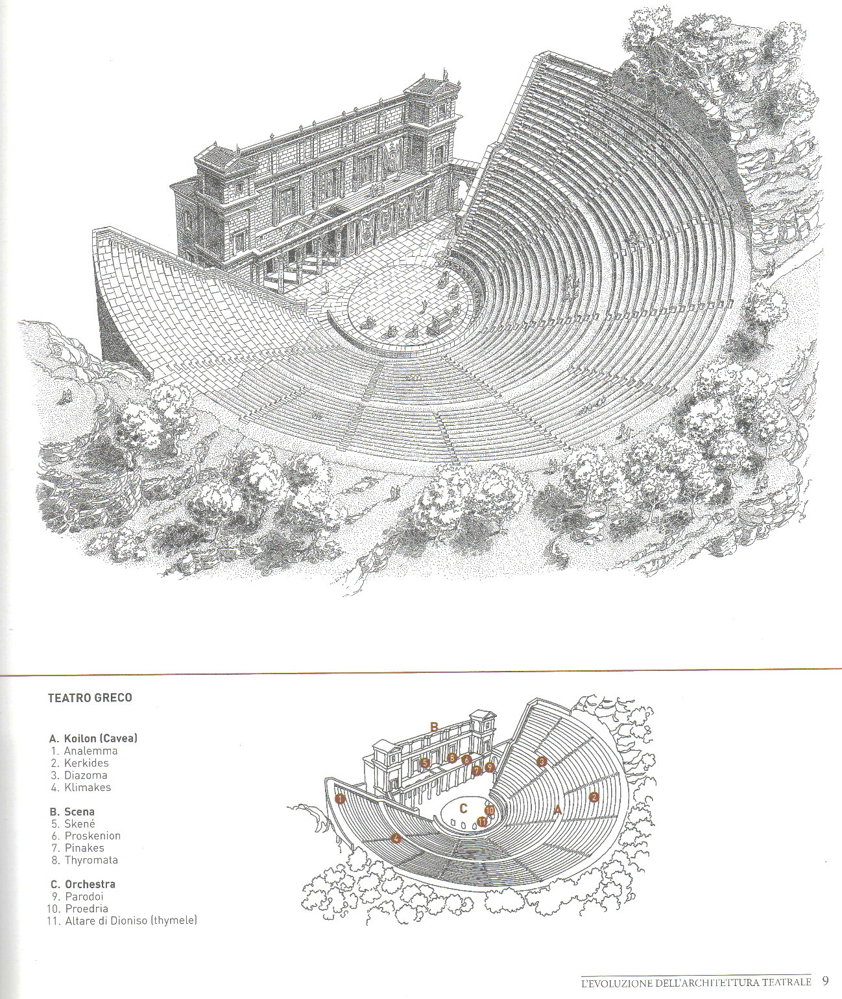 TEATRO GRECO
A. Koilon (Cavea)
1. Analemma
2. Kerkides
3. Diazoma
4. Klimakes
B. Scena
5. Skené
6. Proskenion
7. Pinakes
8. Thyromata
C. Orchestra
9. Parodoi
10. Proedria
11. Altare di Dioniso (thymele)
B
5
8
6
7
9
3
1
2
C
10
A
11
4
L'EVOLUZIONE DELL'ARCHITETTURA TEATRALE 9